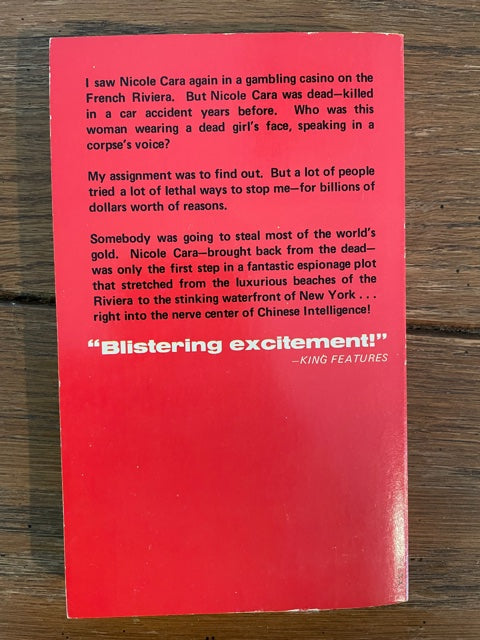 I saw Nicole Cara again in a gambling casino on the
French Riviera. But Nicole Cara was dead—killed
in a car accident years before. Who was this
woman wearing a dead girl's face, speaking in a
corpse's voice?
My assignment was to find out. But a lot of people
tried a lot of lethal ways to stop me—for billions of
dollars worth of reasons.
Somebody was going to steal most of the world's
gold. Nicole Cara—brought back from the dead—
was only the first step in a fantastic espionage plot
that stretched from the luxurious beaches of the
Riviera to the stinking waterfront of New York . . .
right into the nerve center of Chinese Intelligence!
“Blistering excitement!”
—KING FEATURES